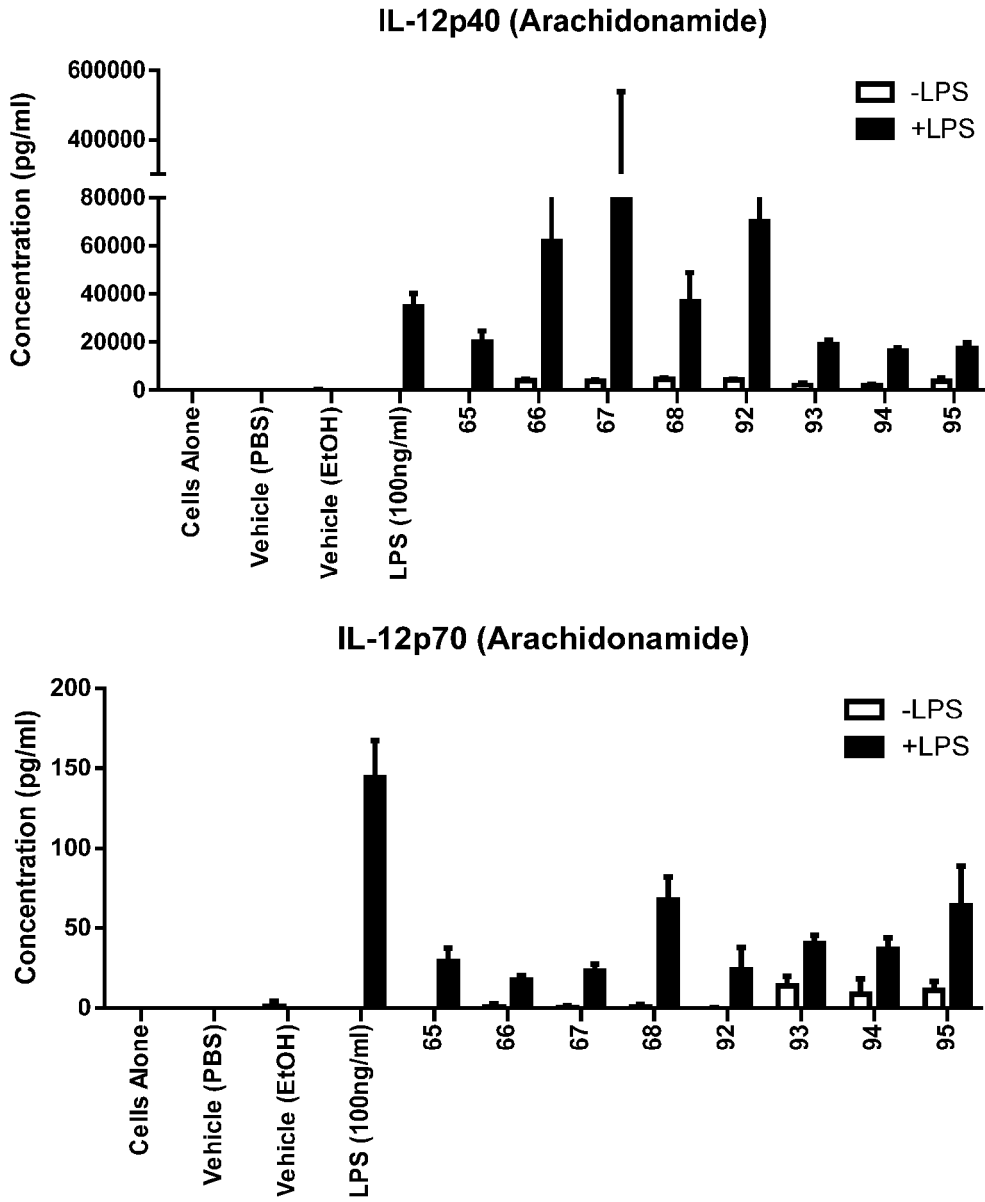 IL-12p40 (Arachidonamide)
Concentration (pg/ml)
600000
400000
80000
60000
40000
20000
0
-LPS
+LPS
Cells Alone
Vehicle (PBS)
Vehicle (EtOH)
LPS (100ng/ml)
65
66
67
68
92
93
94
95
IL-12p70 (Arachidonamide)
Concentration (pg/ml)
200
150
100
50
0
-LPS
+LPS
Cells Alone
Vehicle (PBS)
Vehicle (EtOH)
LPS (100ng/ml)
65
66
67
68
92
93
94
95